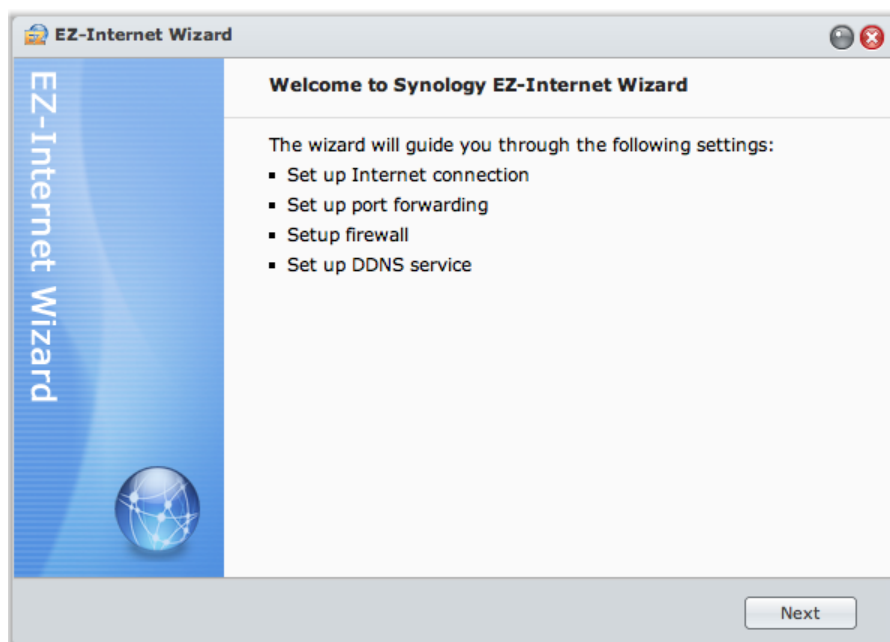 EZ-Internet Wizard
EZ-Internet Wizard
Welcome to Synology EZ-Internet Wizard
The wizard will guide you through the following settings:
▪ Set up Internet connection
▪ Set up port forwarding
▪ Setup firewall
▪ Set up DDNS service
Next